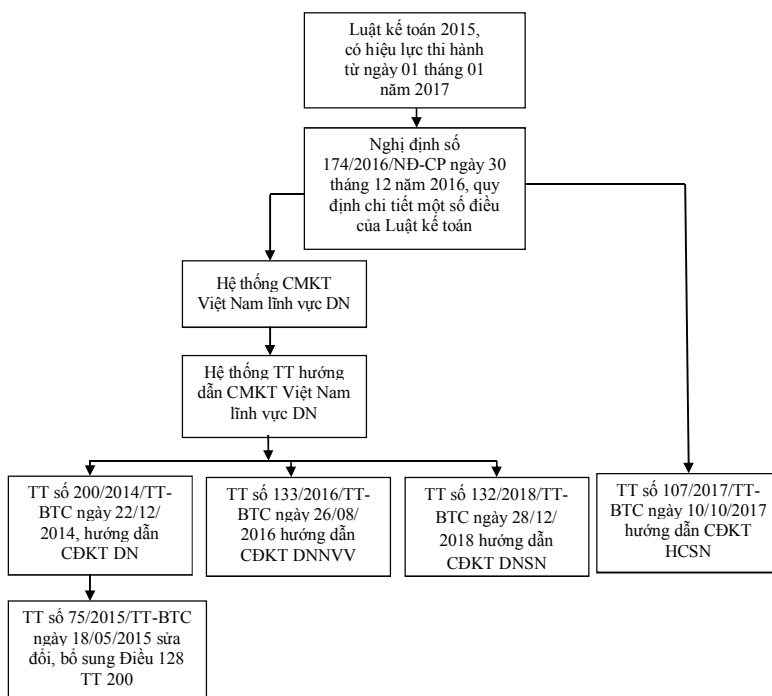 Luật kế toán 2015,
có hiệu lực thi hành
từ ngày 01 tháng 01
năm 2017
Nghị định số
174/2016/NĐ-CP ngày 30
tháng 12 năm 2016, quy
định chi tiết một số điều
của Luật kế toán
Hệ thống CMKT
Việt Nam lĩnh vực DN
Hệ thống TT hướng
dẫn CMKT Việt Nam
lĩnh vực DN
TT số 200/2014/TT-
BTC ngày 22/12/
2014, hướng dẫn
CĐKT DN
TT số 133/2016/TT-
BTC ngày 26/08/
2016 hướng dẫn
CĐKT DNNVV
TT số 132/2018/TT-
BTC ngày 28/12/
2018 hướng dẫn
CĐKT DNSN
TT số 107/2017/TT-
BTC ngày 10/10/2017
hướng dẫn CĐKT
HCSN
TT số 75/2015/TT-BTC
ngày 18/05/2015 sửa
đổi, bổ sung Điều 128
TT 200